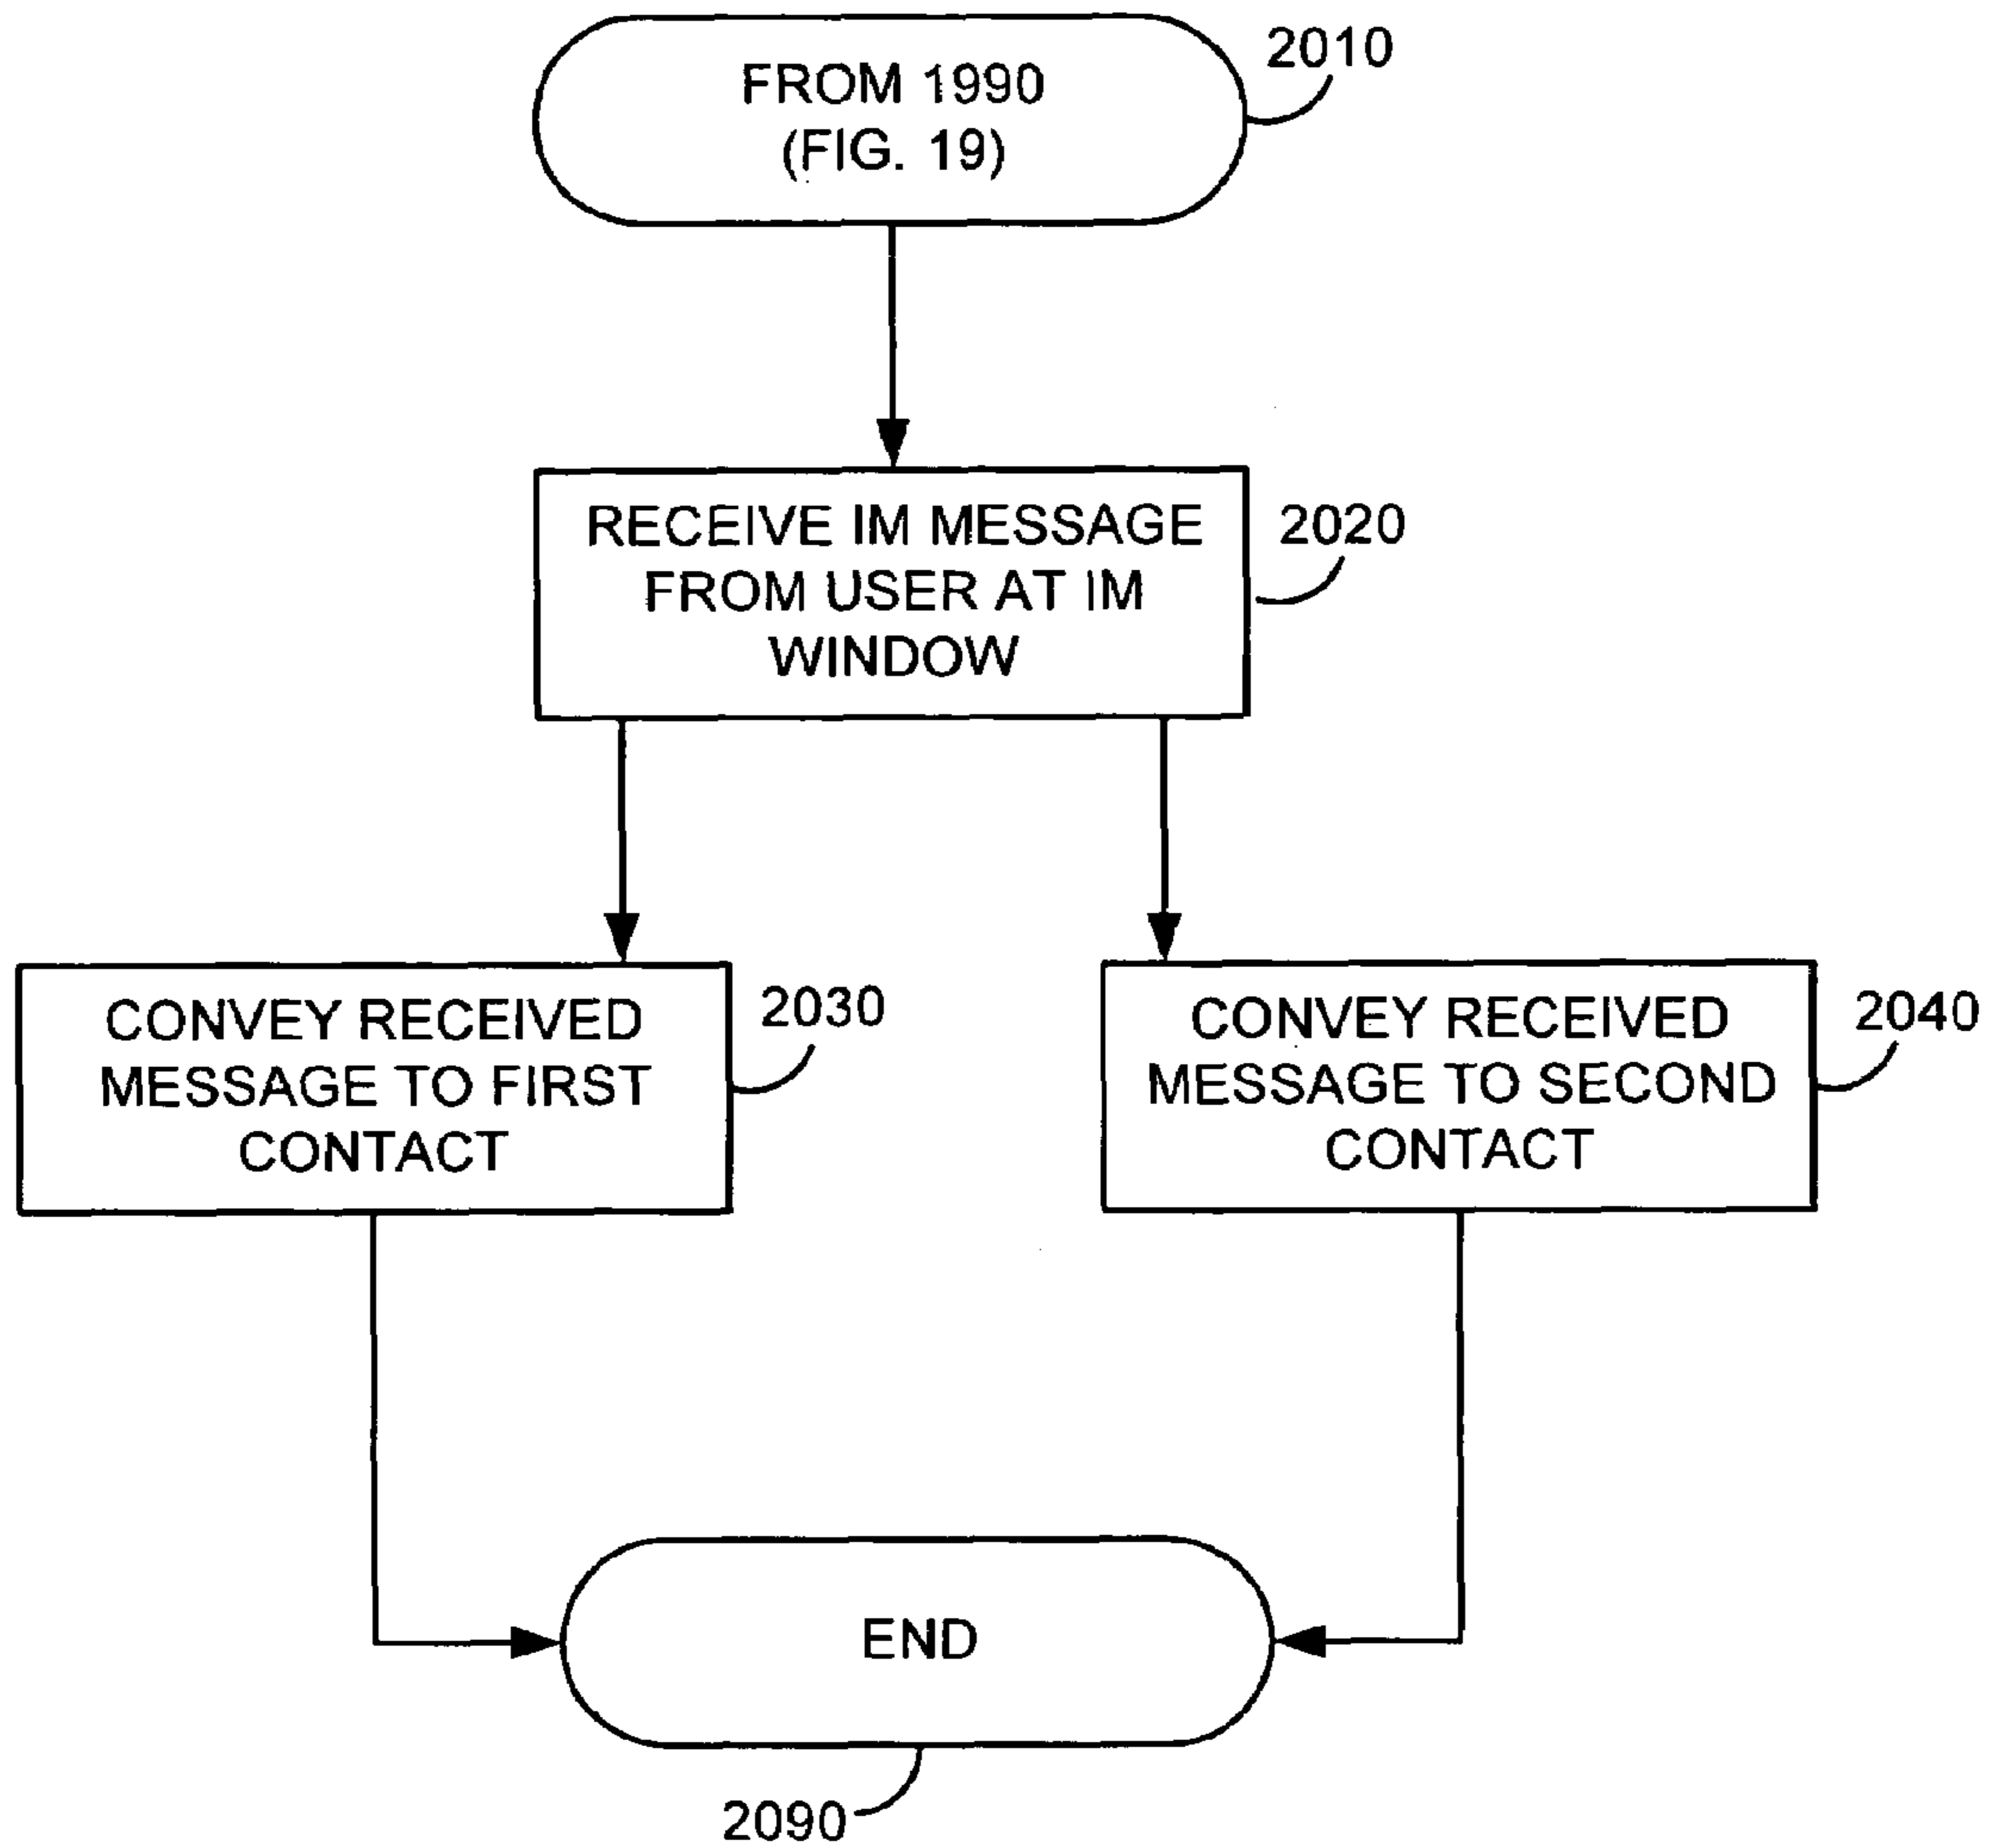 FROM 1990
(FIG. 19)
2010
RECEIVE IM MESSAGE
FROM USER AT IM
WINDOW
2020
CONVEY RECEIVED
MESSAGE TO FIRST
CONTACT
2030
CONVEY RECEIVED
MESSAGE TO SECOND
CONTACT
2040
END
2090